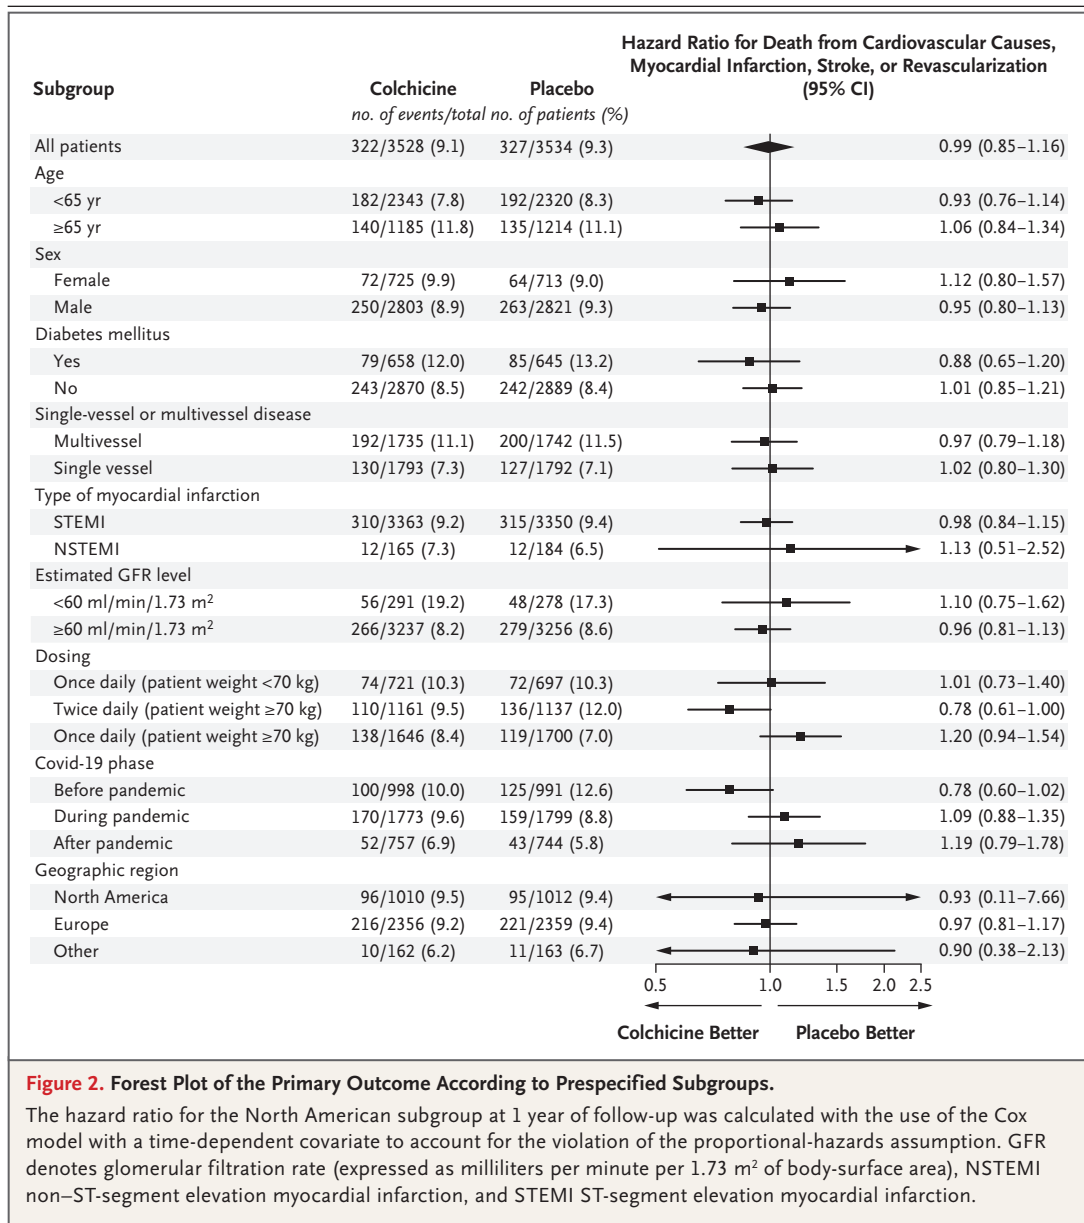 Hazard Ratio for Death from Cardiovascular Causes,
Myocardial Infarction, Stroke, or Revascularization
(95% CI)
Subgroup Colchicine Placebo
no. of events/total no. of patients (%)
All patients 322/3528 (9.1) 327/3534 (9.3) 0.99 (0.85–1.16)
Age
<65 yr 182/2343 (7.8) 192/2320 (8.3) 0.93 (0.76–1.14)
≥65 yr 140/1185 (11.8) 135/1214 (11.1) 1.06 (0.84–1.34)
Sex
Female 72/725 (9.9) 64/713 (9.0) 1.12 (0.80–1.57)
Male 250/2803 (8.9) 263/2821 (9.3) 0.95 (0.80–1.13)
Diabetes mellitus
Yes 79/658 (12.0) 85/645 (13.2) 0.88 (0.65–1.20)
No 243/2870 (8.5) 242/2889 (8.4) 1.01 (0.85–1.21)
Single-vessel or multivessel disease
Multivessel 192/1735 (11.1) 200/1742 (11.5) 0.97 (0.79–1.18)
Single vessel 130/1793 (7.3) 127/1792 (7.1) 1.02 (0.80–1.30)
Type of myocardial infarction
STEMI 310/3363 (9.2) 315/3350 (9.4) 0.98 (0.84–1.15)
NSTEMI 12/165 (7.3) 12/184 (6.5) 1.13 (0.51–2.52)
Estimated GFR level
<60 ml/min/1.73 m² 56/291 (19.2) 48/278 (17.3) 1.10 (0.75–1.62)
≥60 ml/min/1.73 m² 266/3237 (8.2) 279/3256 (8.6) 0.96 (0.81–1.13)
Dosing
Once daily (patient weight <70 kg) 74/721 (10.3) 72/697 (10.3) 1.01 (0.73–1.40)
Twice daily (patient weight ≥70 kg) 110/1161 (9.5) 136/1137 (12.0) 0.78 (0.61–1.00)
Once daily (patient weight ≥70 kg) 138/1646 (8.4) 119/1700 (7.0) 1.20 (0.94–1.54)
Covid-19 phase
Before pandemic 100/998 (10.0) 125/991 (12.6) 0.78 (0.60–1.02)
During pandemic 170/1773 (9.6) 159/1799 (8.8) 1.09 (0.88–1.35)
After pandemic 52/757 (6.9) 43/744 (5.8) 1.19 (0.79–1.78)
Geographic region
North America 96/1010 (9.5) 95/1012 (9.4) 0.93 (0.11–7.66)
Europe 216/2356 (9.2) 221/2359 (9.4) 0.97 (0.81–1.17)
Other 10/162 (6.2) 11/163 (6.7) 0.90 (0.38–2.13)
0.5 1.0 1.5 2.0 2.5
Colchicine Better Placebo Better
Figure 2. Forest Plot of the Primary Outcome According to Prespecified Subgroups.
The hazard ratio for the North American subgroup at 1 year of follow-up was calculated with the use of the Cox
model with a time-dependent covariate to account for the violation of the proportional-hazards assumption. GFR
denotes glomerular filtration rate (expressed as milliliters per minute per 1.73 m² of body-surface area), NSTEMI
non–ST-segment elevation myocardial infarction, and STEMI ST-segment elevation myocardial infarction.